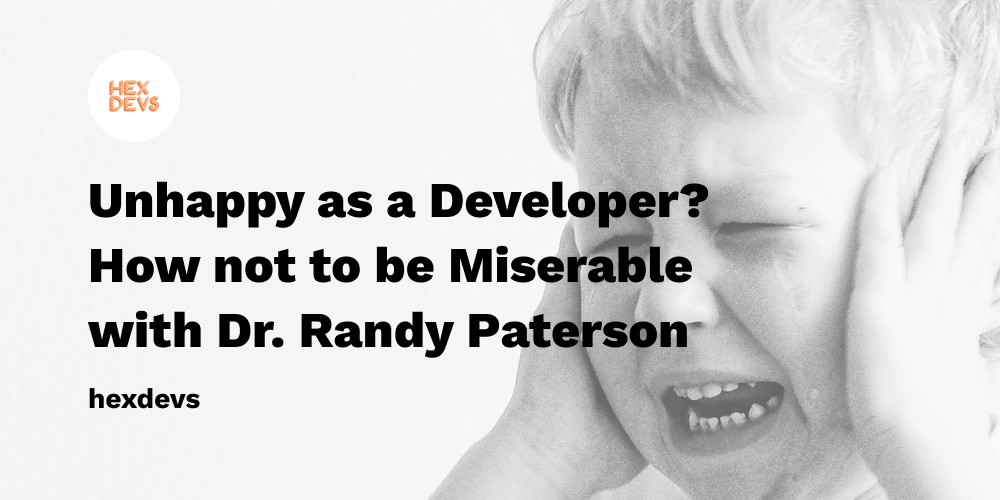 HEX
DEVS
Unhappy as a Developer?
How not to be Miserable
with Dr. Randy Paterson
hexdevs